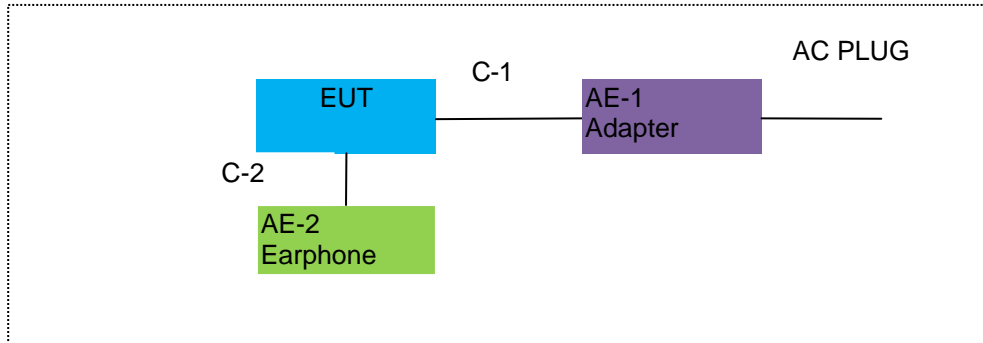 AC PLUG
C-1
EUT
AE-1
Adapter
C-2
AE-2
Earphone